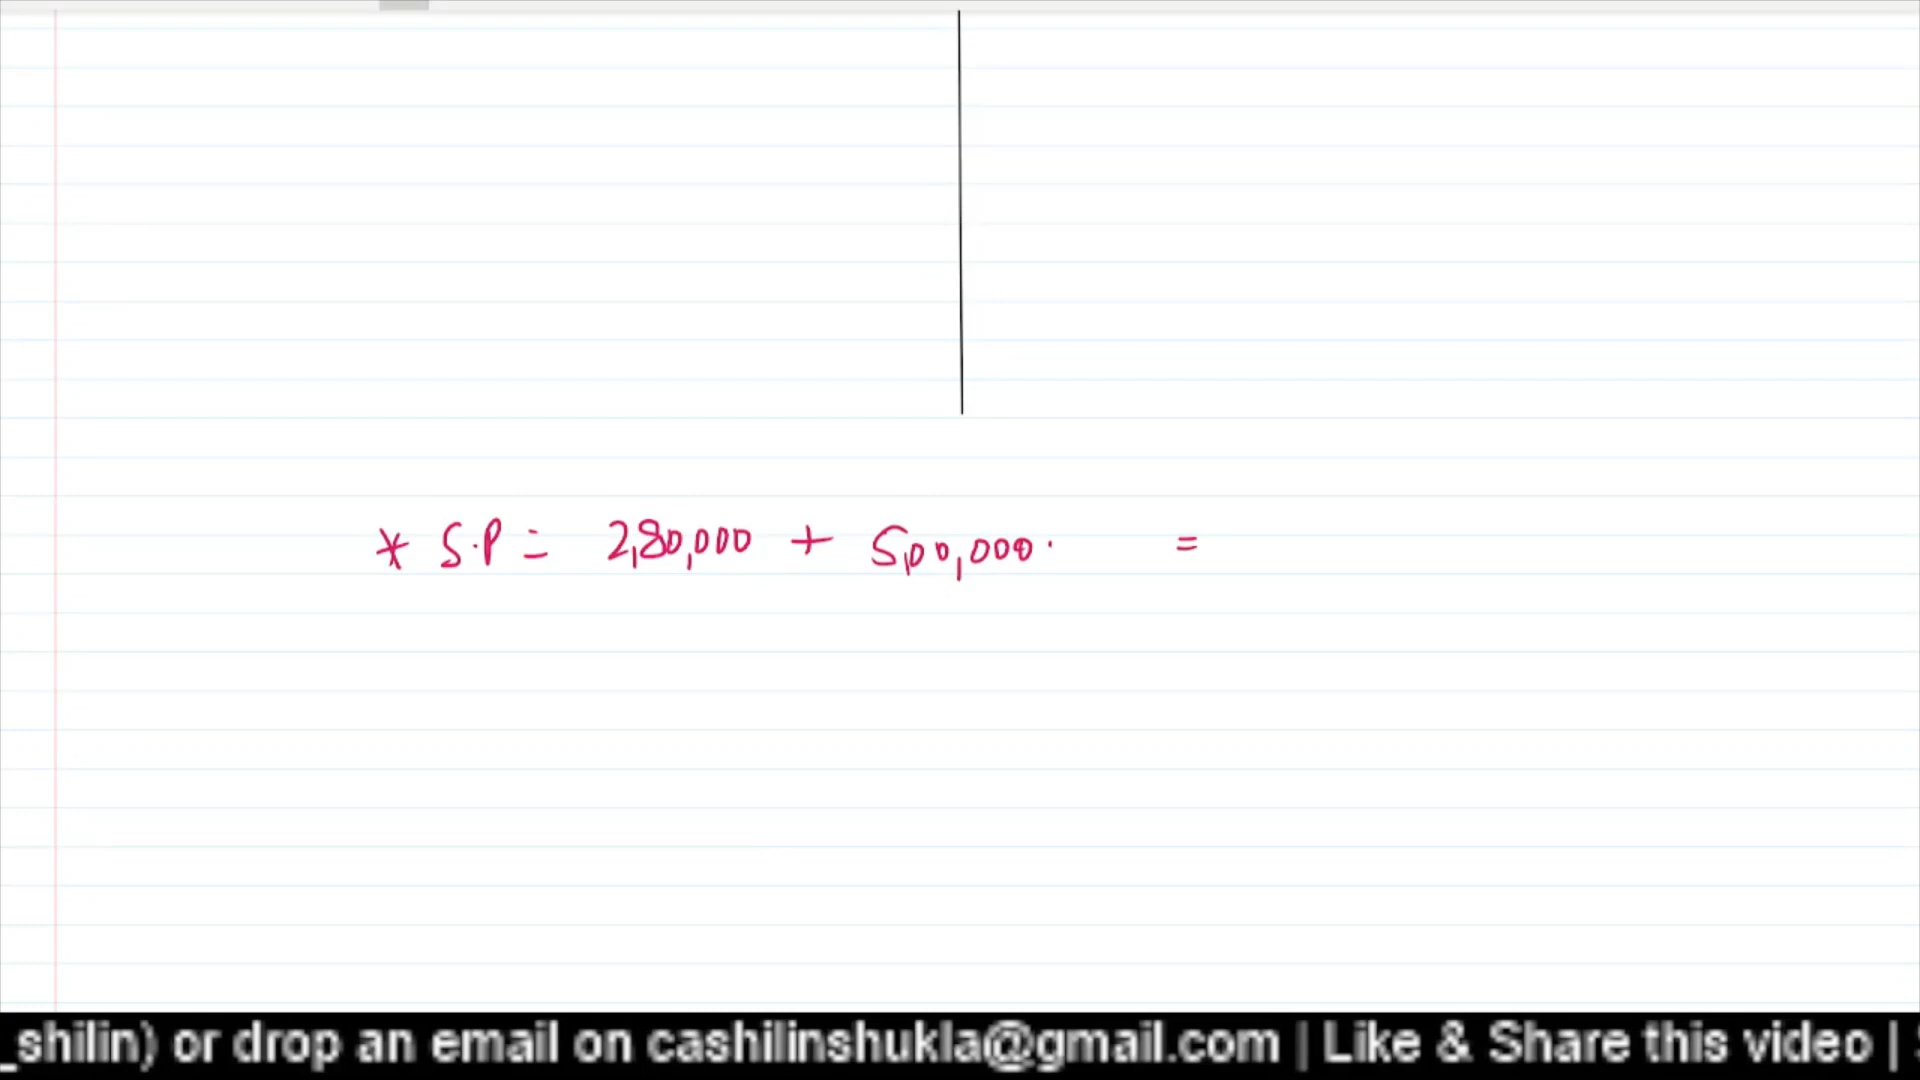 * S.P = 2,80,000 + 5,00,000. =
_shilin) or drop an email on cashilinshukla@gmail.com | Like & Share this video |